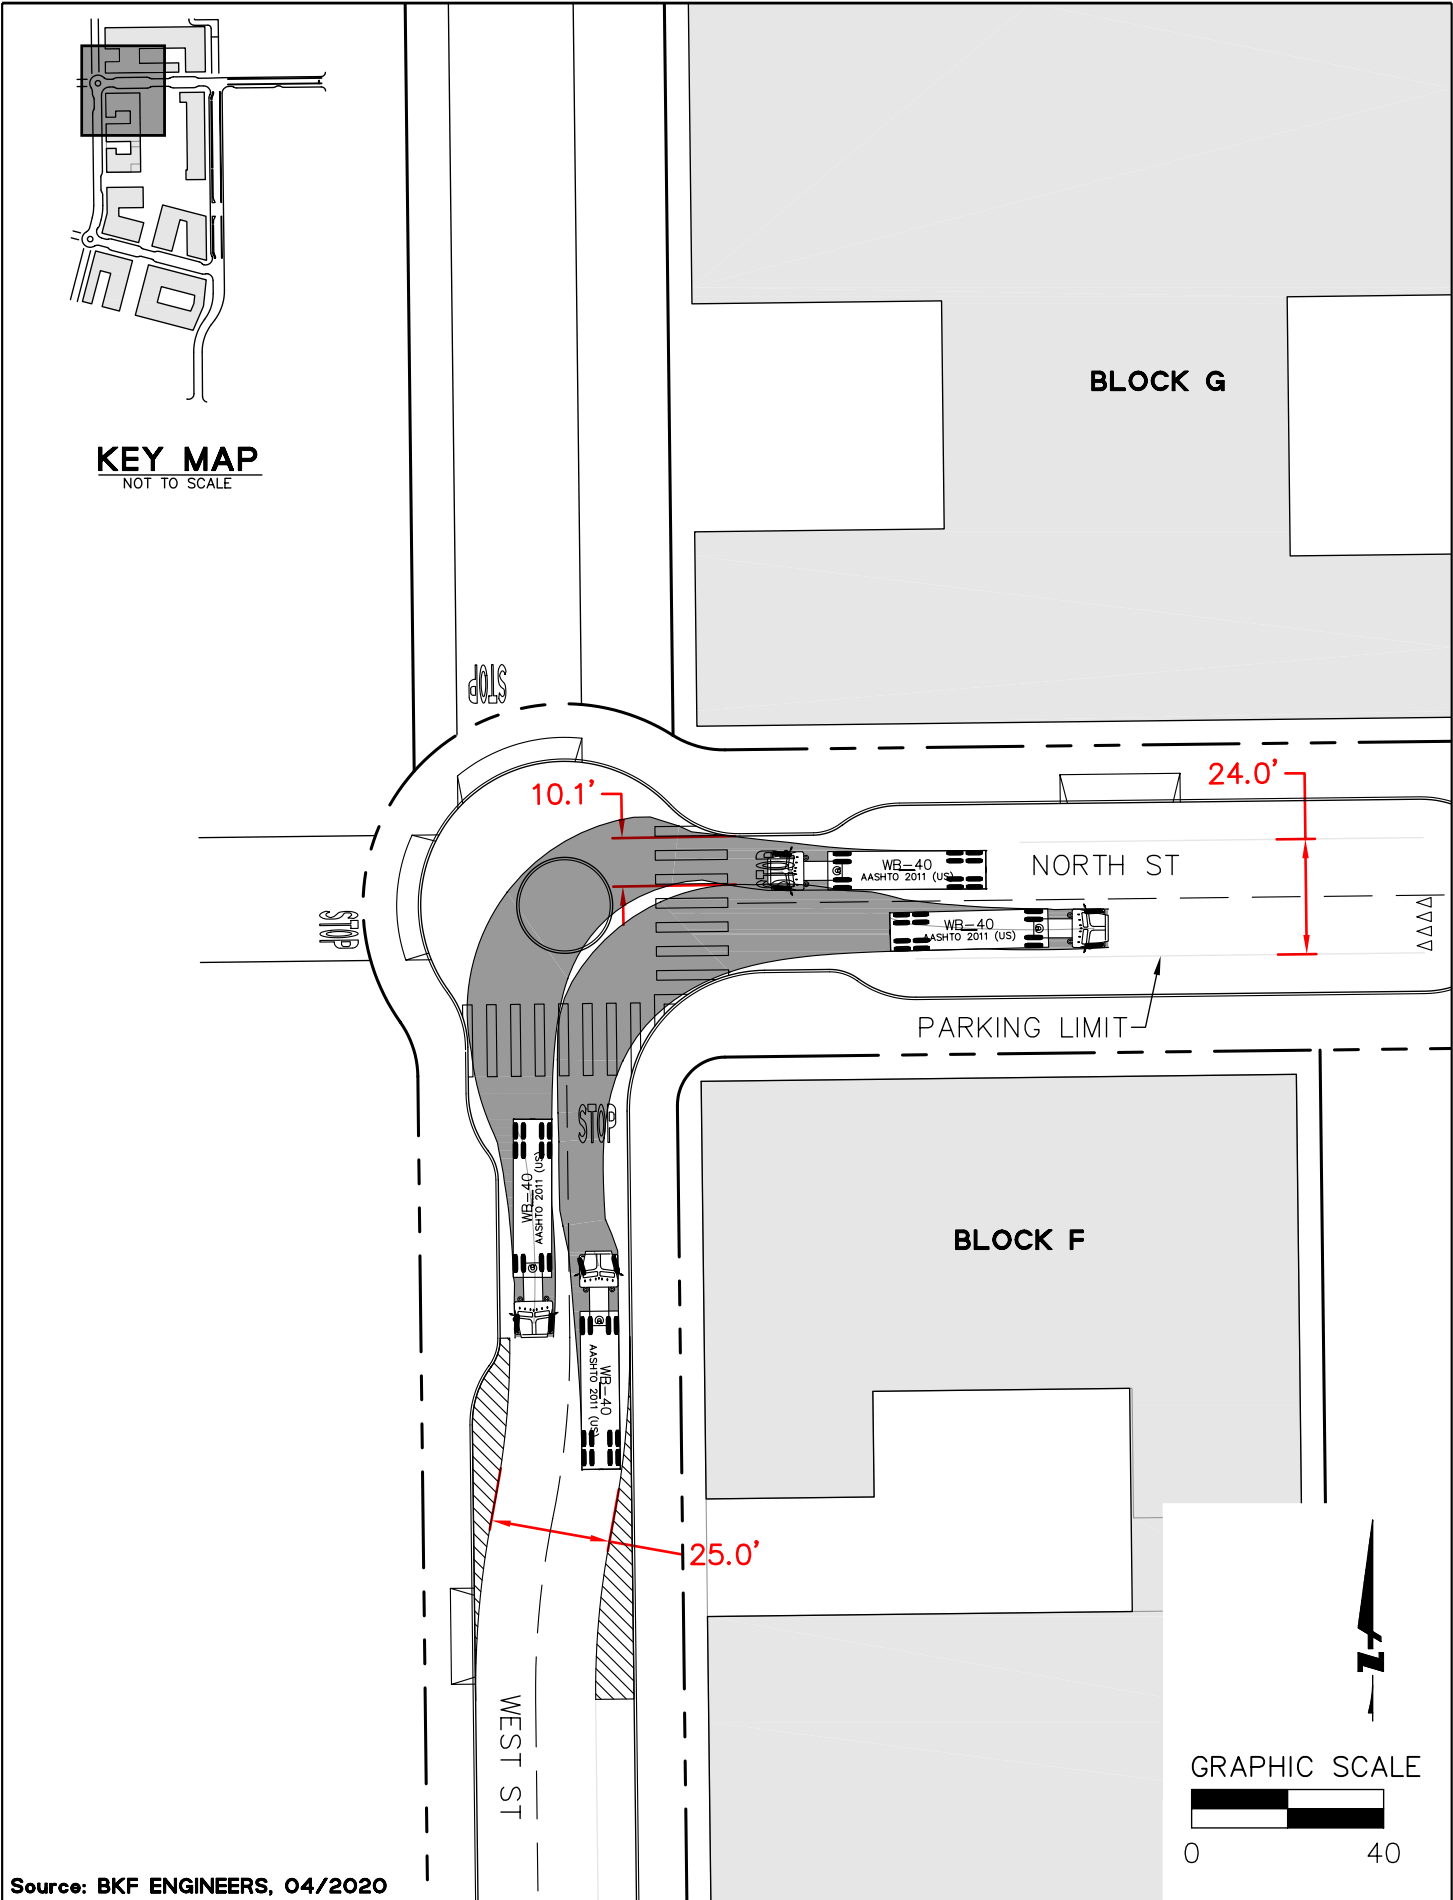 BLOCK G
KEY MAP
NOT TO SCALE
STOP
10.1'
24.0'
STOP
WB-40
AASHTO 2011 (US)
NORTH ST
STOP
WB-40
AASHTO 2011 (US)
PARKING LIMIT
STOP
WB-40
AASHTO 2011 (US)
BLOCK F
WB-40
AASHTO 2011 (US)
25.0'
WEST ST
GRAPHIC SCALE
0 40
Source: BKF ENGINEERS, 04/2020